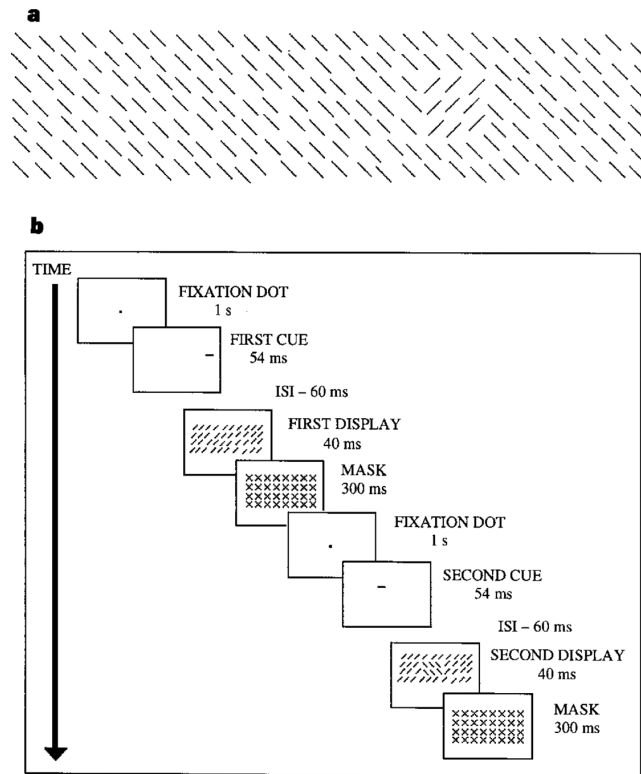 a
b
TIME
FIXATION DOT
1 s
FIRST CUE
54 ms
ISI – 60 ms
FIRST DISPLAY
40 ms
MASK
300 ms
FIXATION DOT
1 s
SECOND CUE
54 ms
ISI – 60 ms
SECOND DISPLAY
40 ms
MASK
300 ms